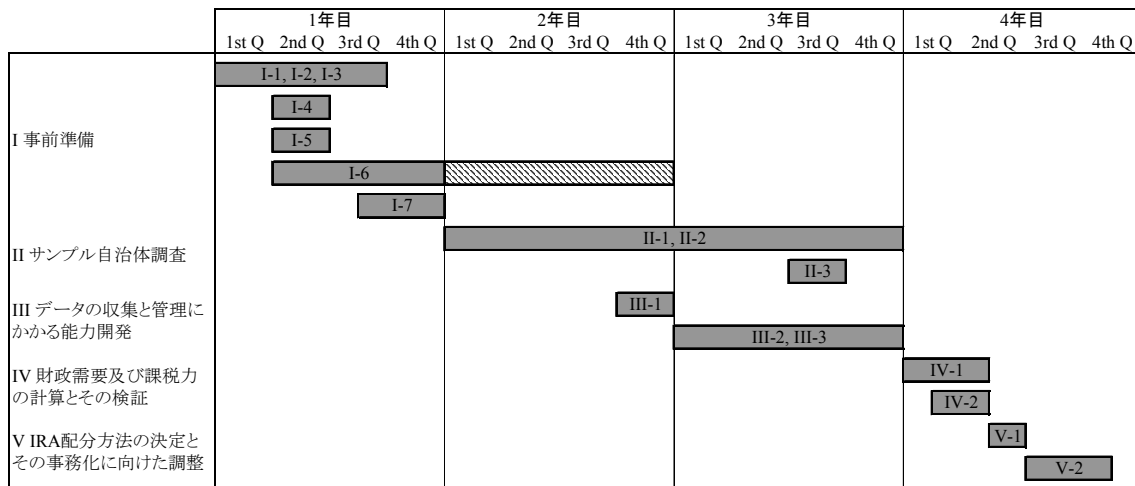 1年目 2年目 3年目 4年目
1st Q 2nd Q 3rd Q 4th Q 1st Q 2nd Q 3rd Q 4th Q 1st Q 2nd Q 3rd Q 4th Q 1st Q 2nd Q 3rd Q 4th Q
I 事前準備
I-1, I-2, I-3
I-4
I-5
I-6
I-7
II サンプル自治体調査
II-1, II-2
II-3
III データの収集と管理に
かかる能力開発
III-1
III-2, III-3
IV 財政需要及び課税力
の計算とその検証
IV-1
IV-2
V IRA配分方法の決定と
その事務化に向けた調整
V-1
V-2